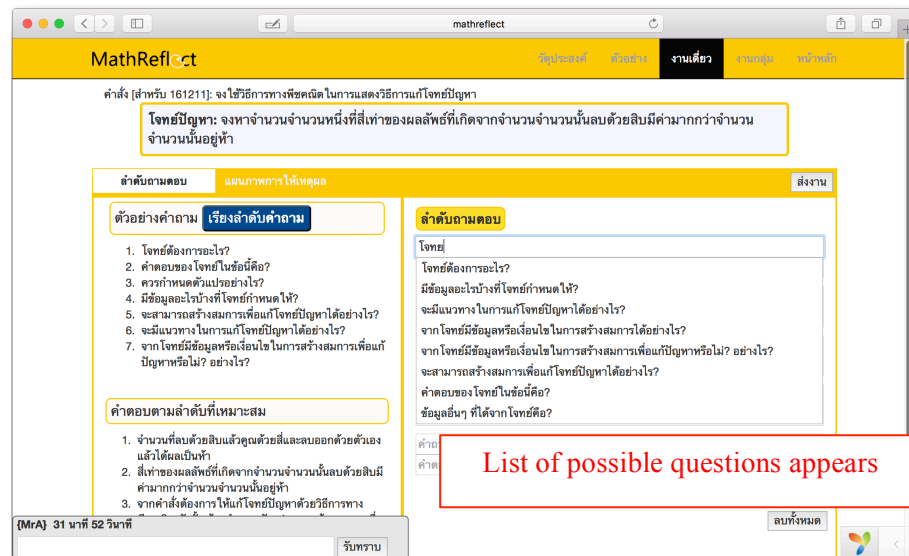 mathreflect
MathReflect
วัตุประสงค์ ตัวอย่าง งานเดี่ยว งานกลุ่ม หน้าหลัก
คำสั่ง [สำหรับ 161211]: จงใช้วิธีการทางพีชคณิตในการแสดงวิธีการแก้โจทย์ปัญหา
โจทย์ปัญหา: จงหาจำนวนจำนวนหนึ่งที่สี่เท่าของผลลัพธ์ที่เกิดจากจำนวนจำนวนนั้นลบด้วยสิบมีค่ามากกว่าจำนวน
จำนวนนั้นอยู่ห้า
ลำดับถามตอบ แผนภาพการให้เหตุผล ส่งงาน
ตัวอย่างคำถาม เรียงลำดับคำถาม
1. โจทย์ต้องการอะไร?
2. คำตอบของโจทย์ในข้อนี้คือ?
3. ควรกำหนดตัวแปรอย่างไร?
4. มีข้อมูลอะไรบ้างที่โจทย์กำหนดให้?
5. จะสามารถสร้างสมการเพื่อแก้โจทย์ปัญหาได้อย่างไร?
6. จะมีแนวทางในการแก้โจทย์ปัญหาได้อย่างไร?
7. จากโจทย์มีข้อมูลหรือเงื่อนไขในการสร้างสมการเพื่อแก้
ปัญหาหรือไม่? อย่างไร?
คำตอบตามลำดับที่เหมาะสม
1. จำนวนที่ลบด้วยสิบแล้วคูณด้วยสี่และลบออกด้วยตัวเอง
แล้วได้ผลเป็นห้า
2. สี่เท่าของผลลัพธ์ที่เกิดจากจำนวนจำนวนนั้นลบด้วยสิบมี
ค่ามากกว่าจำนวนจำนวนนั้นอยู่ห้า
3. จากคำสั่งต้องการให้แก้โจทย์ปัญหาด้วยวิธีการทาง
ลำดับถามตอบ
โจทย
โจทย์ต้องการอะไร?
มีข้อมูลอะไรบ้างที่โจทย์กำหนดให้?
จะมีแนวทางในการแก้โจทย์ปัญหาได้อย่างไร?
จากโจทย์มีข้อมูลหรือเงื่อนไขในการสร้างสมการได้อย่างไร?
จากโจทย์มีข้อมูลหรือเงื่อนไขในการสร้างสมการเพื่อแก้ปัญหาหรือไม่? อย่างไร?
จะสามารถสร้างสมการเพื่อแก้โจทย์ปัญหาได้อย่างไร?
คำตอบของโจทย์ในข้อนี้คือ?
ข้อมูลอื่นๆ ที่ได้จากโจทย์คือ?
List of possible questions appears
ลบทั้งหมด
{MrA} 31 นาที 52 วินาที
รับทราบ